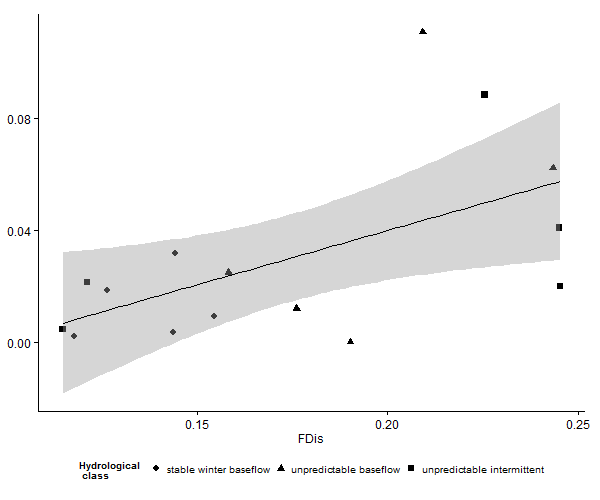 0.08
0.04
0.00
0.15 0.20 0.25
FDis
Hydrological
class
stable winter baseflow unpredictable baseflow unpredictable intermittent